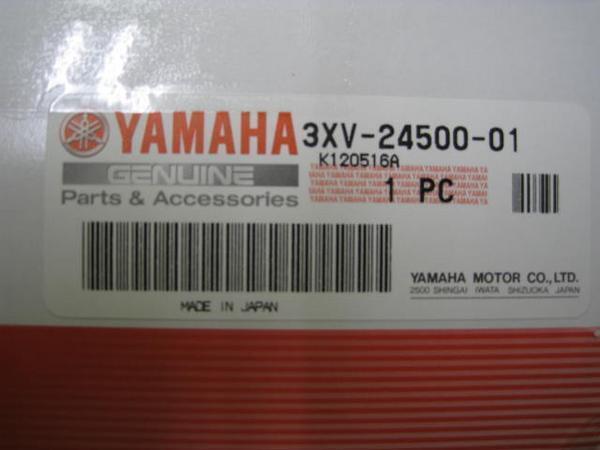 YAMAHA 3XV-24500-01
K120516A
GENUINE
Parts & Accessories
1 PC
YAMAHA MOTOR CO.,LTD.
2500 SHINGAI IWATA SHIZUOKA JAPAN
MADE IN JAPAN